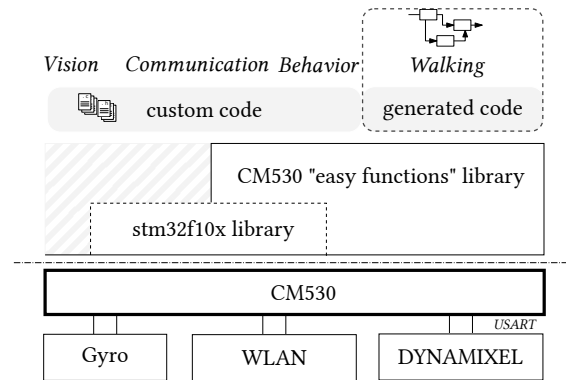 Vision Communication Behavior Walking
custom code generated code
CM530 "easy functions" library
stm32f10x library
CM530
USART
Gyro WLAN DYNAMIXEL